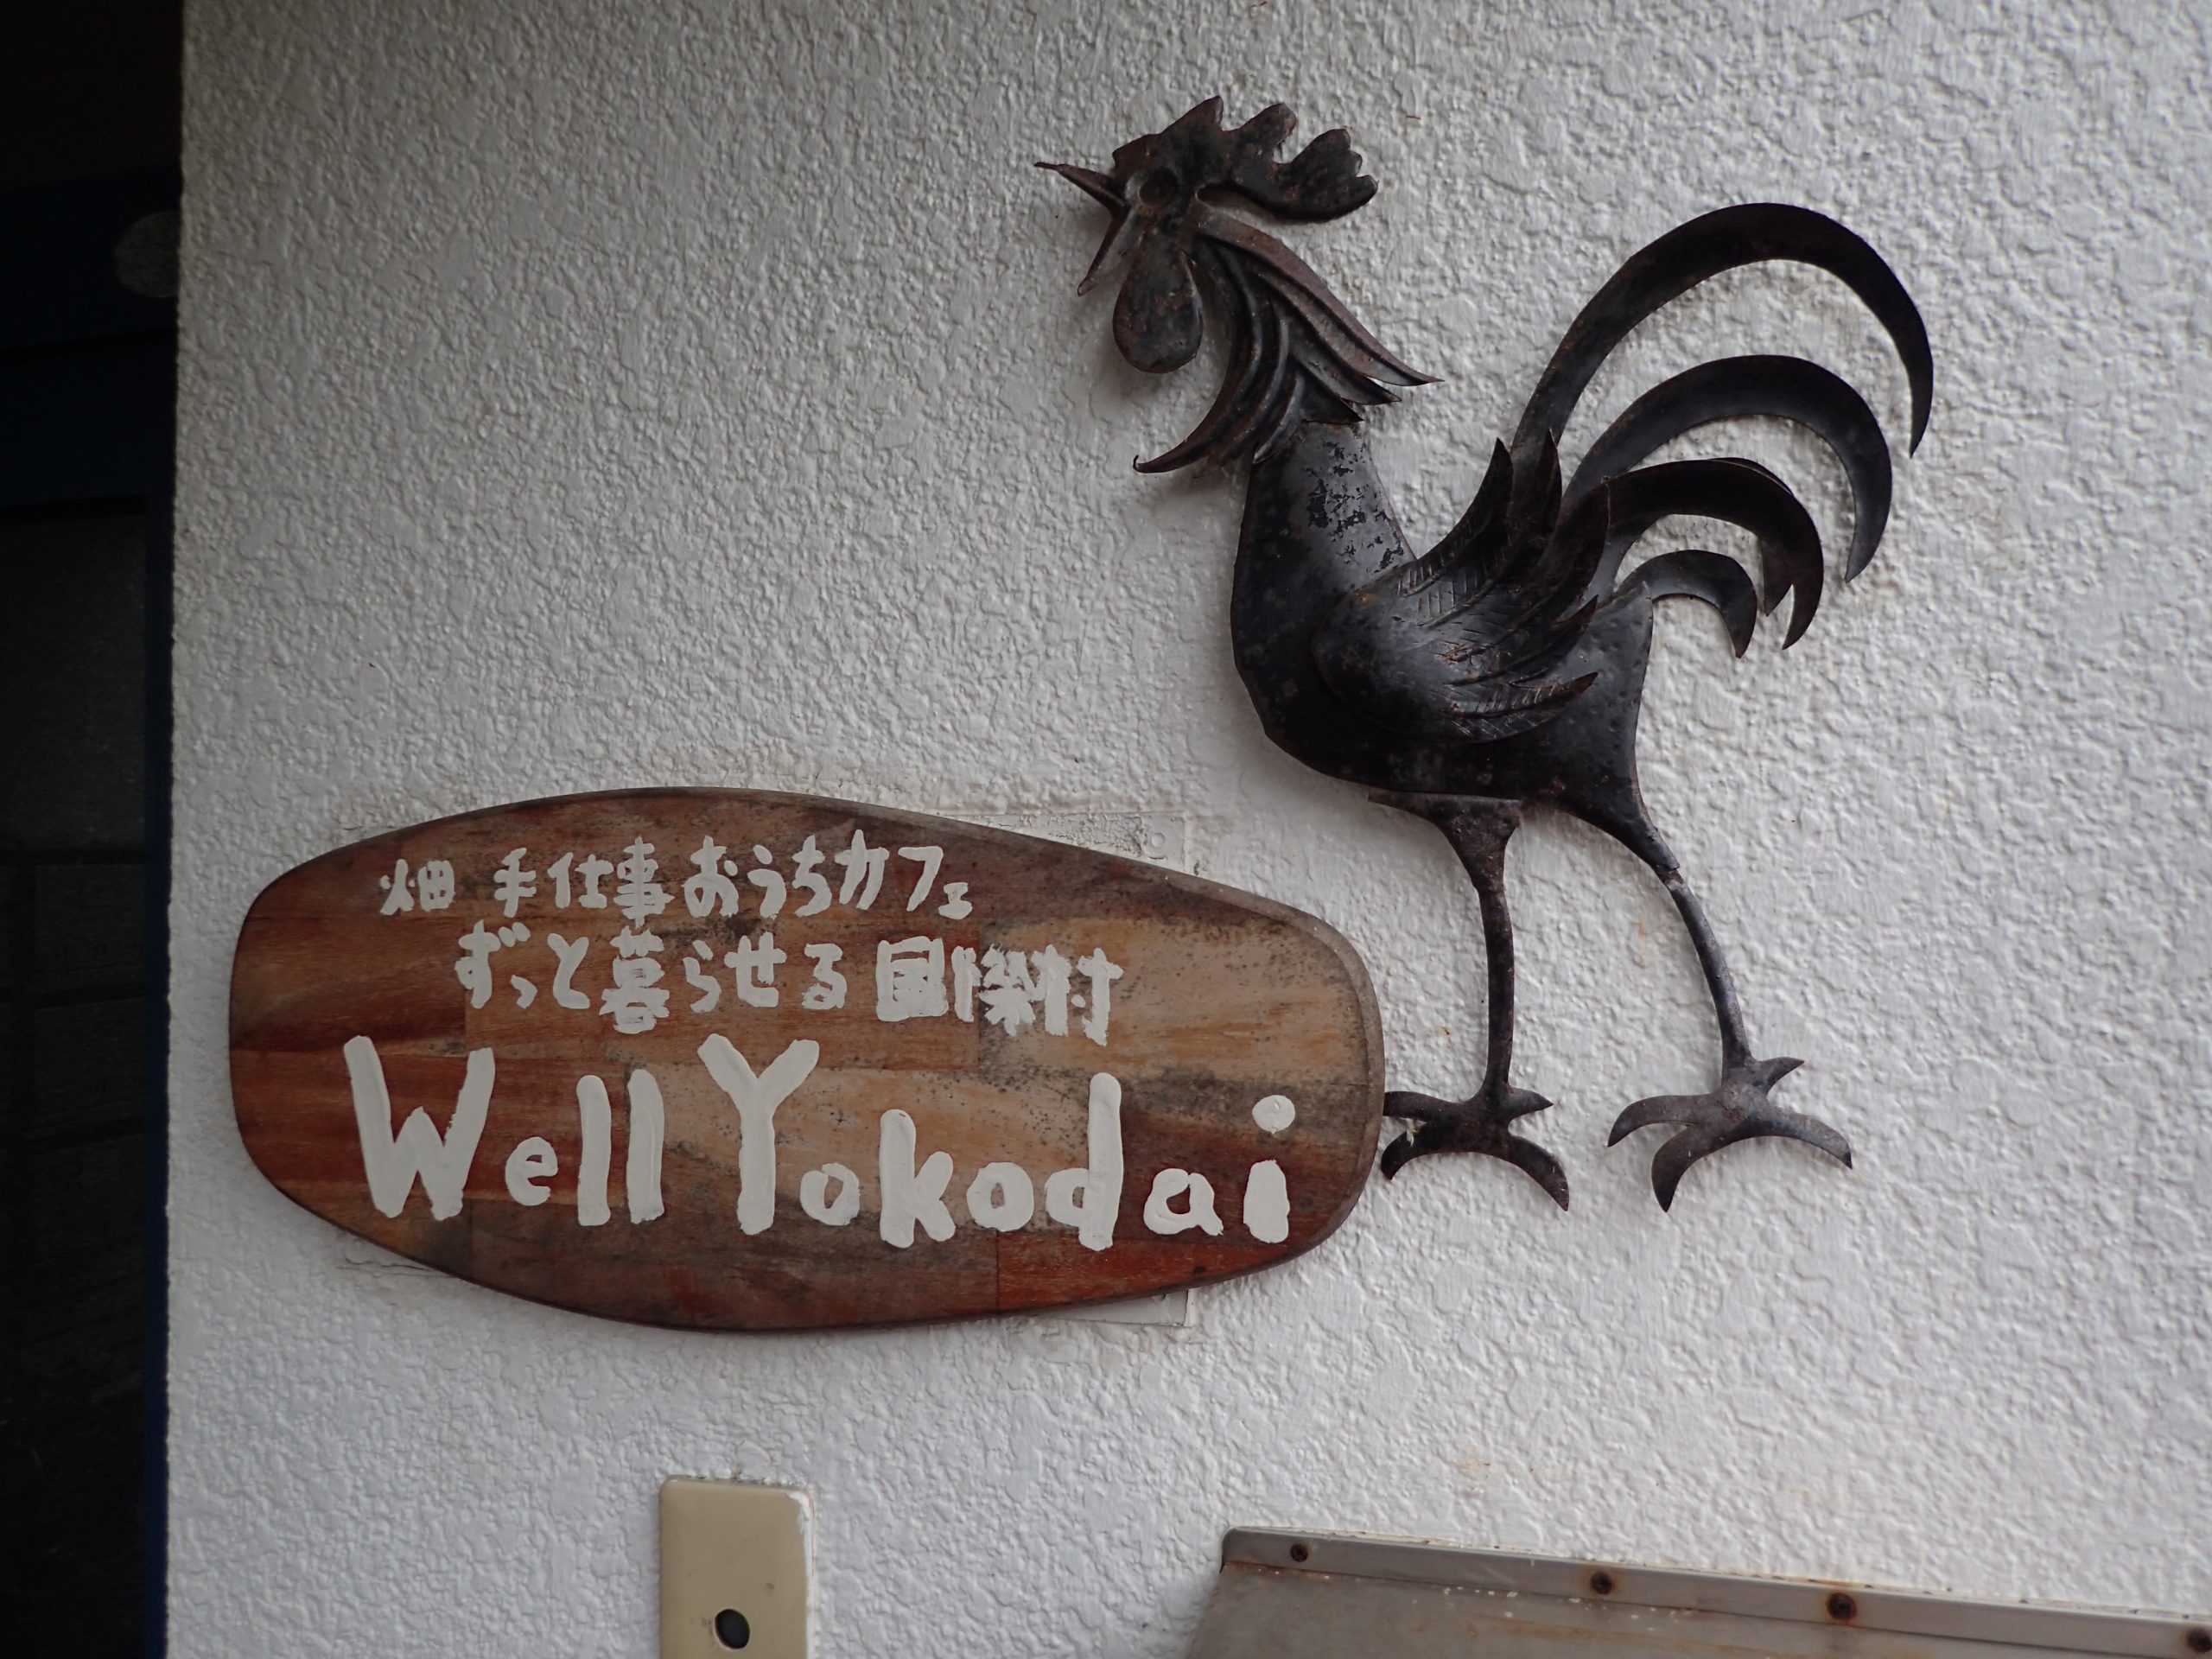 畑 手仕事 おうちカフェ
ずっと暮らせる国際村
Well Yokodai